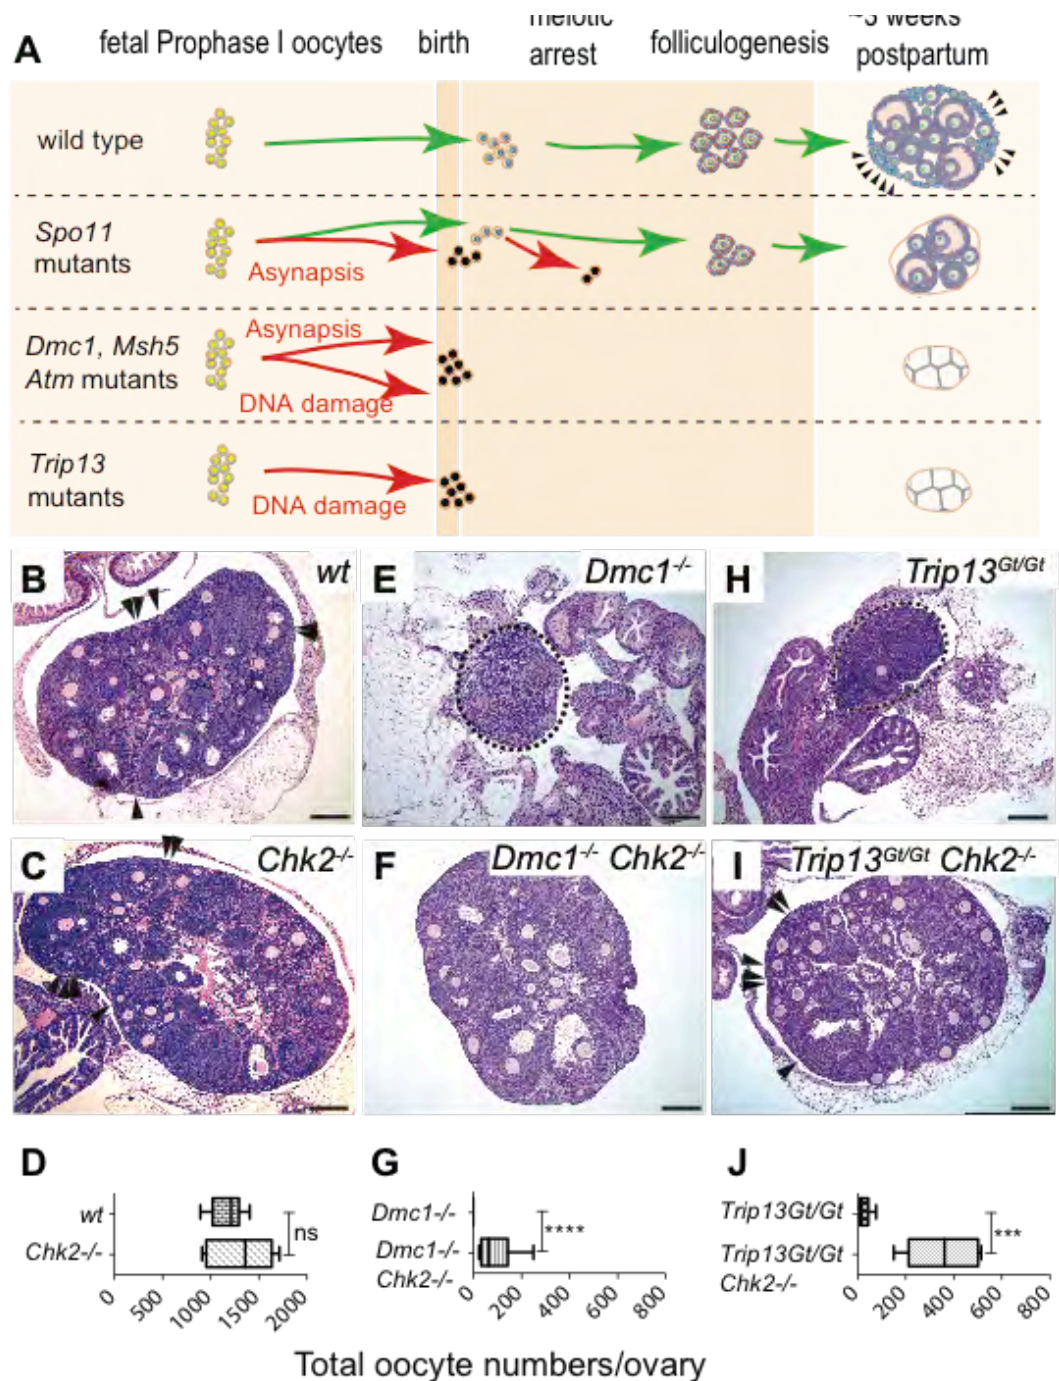 A
fetal Prophase I oocytes
birth
meiotic
arrest
folliculogenesis
~3 weeks
postpartum
wild type
Spo11
mutants
Asynapsis
Dmc1, Msh5
Atm mutants
Asynapsis
DNA damage
Trip13
mutants
DNA damage
B
wt
E
Dmc1-/-
H
Trip13Gt/Gt
C
Chk2-/-
F
Dmc1-/- Chk2-/-
I
Trip13Gt/Gt Chk2-/-
D
wt
Chk2-/-
ns
0
500
1000
1500
2000
G
Dmc1-/-
Dmc1-/-
Chk2-/-
****
0
200
400
600
800
J
Trip13Gt/Gt
Trip13Gt/Gt
Chk2-/-
***
0
200
400
600
800
Total oocyte numbers/ovary